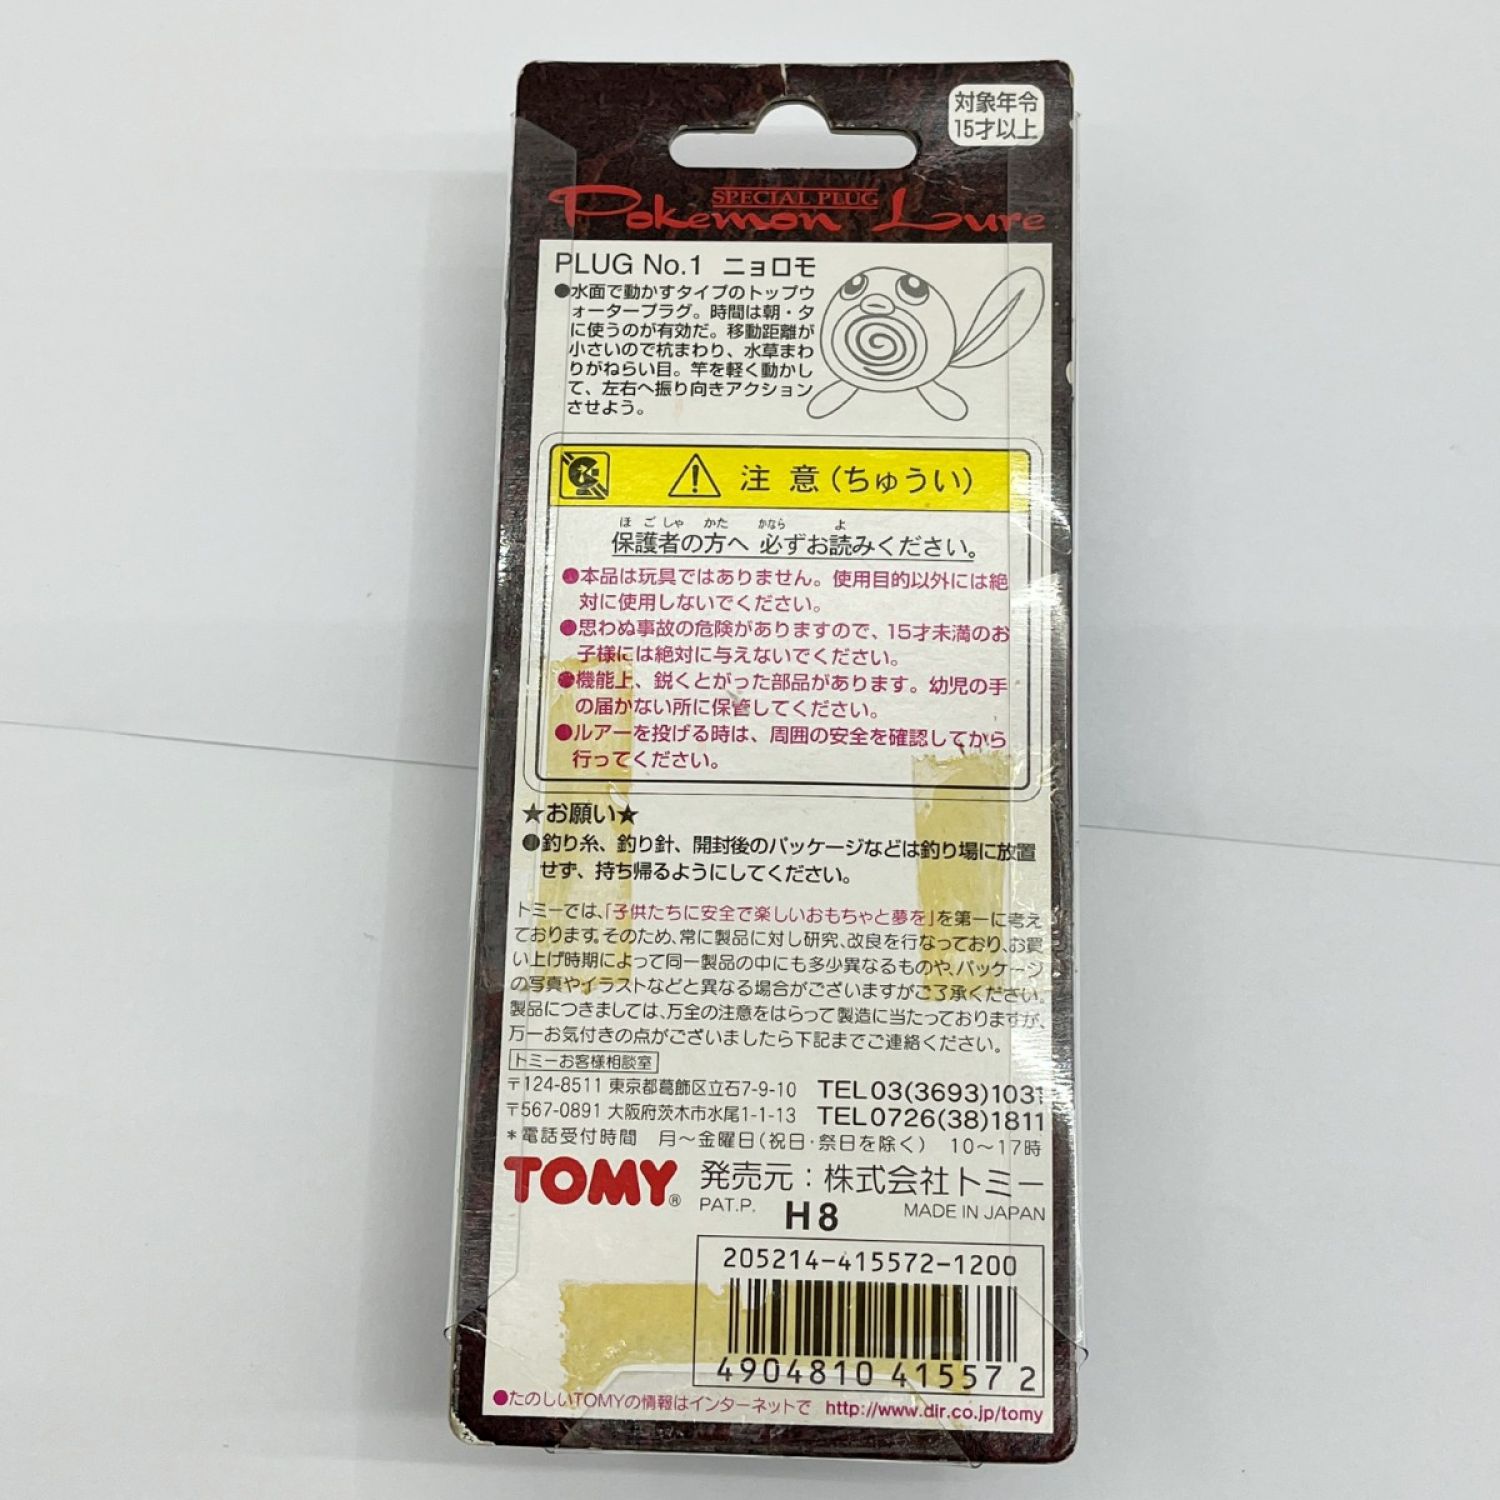 対象年令
15才以上
SPECIAL PLUG
Pokemon Lure
PLUG No.1 ニョロモ
●水面で動かすタイプのトップウ
ォータープラグ。時間は朝・夕
に使うのが有効だ。移動距離が
小さいので杭まわり、水草まわ
りがねらい目。竿を軽く動かし
て、左右へ振り向きアクション
させよう。
注意(ちゅうい)
ほごしゃ かた かなら よ
保護者の方へ 必ずお読みください。
●本品は玩具ではありません。使用目的以外には絶
対に使用しないでください。
●思わぬ事故の危険がありますので、15才未満のお
子様には絶対に与えないでください。
●機能上、鋭くとがった部品があります。幼児の手
の届かない所に保管してください。
●ルアーを投げる時は、周囲の安全を確認してから
行ってください。
★お願い★
●釣り糸、釣り針、開封後のパッケージなどは釣り場に放置
せず、持ち帰るようにしてください。
トミーでは、「子供たちに安全で楽しいおもちゃと夢を」を第一に考え
ております。そのため、常に製品に対し研究、改良を行なっており、お買
い上げ時期によって同一製品の中にも多少異なるものや、パッケージ
の写真やイラストなどと異なる場合がございますがご了承ください。
製品につきましては、万全の注意をはらって製造に当たっておりますが、
万一お気付きの点がございましたら下記までご連絡ください。
トミーお客様相談室
〒124-8511 東京都葛飾区立石7-9-10 TEL03(3693)1031
〒567-0891 大阪府茨木市水尾1-1-13 TEL0726(38)1811
*電話受付時間 月〜金曜日(祝日・祭日を除く) 10〜17時
TOMY® 発売元:株式会社トミー
PAT.P. H8 MADE IN JAPAN
205214-415572-1200
4904810 415572
●たのしいTOMYの情報はインターネットで http://www.dir.co.jp/tomy